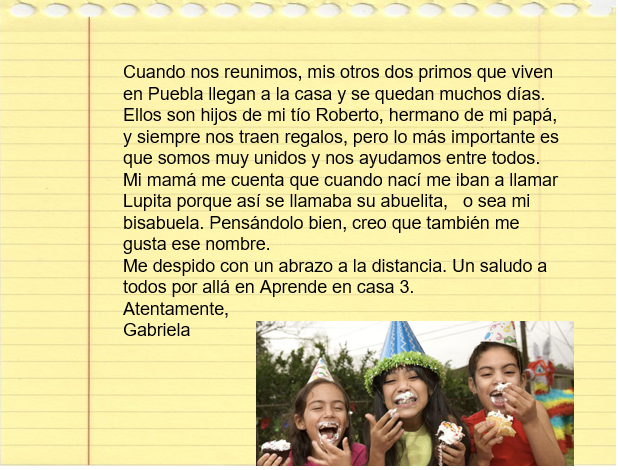 Cuando nos reunimos, mis otros dos primos que viven
en Puebla llegan a la casa y se quedan muchos días.
Ellos son hijos de mi tío Roberto, hermano de mi papá,
y siempre nos traen regalos, pero lo más importante es
que somos muy unidos y nos ayudamos entre todos.
Mi mamá me cuenta que cuando nací me iban a llamar
Lupita porque así se llamaba su abuelita,   o sea mi
bisabuela. Pensándolo bien, creo que también me
gusta ese nombre.
Me despido con un abrazo a la distancia. Un saludo a
todos por allá en Aprende en casa 3.
Atentamente,
Gabriela